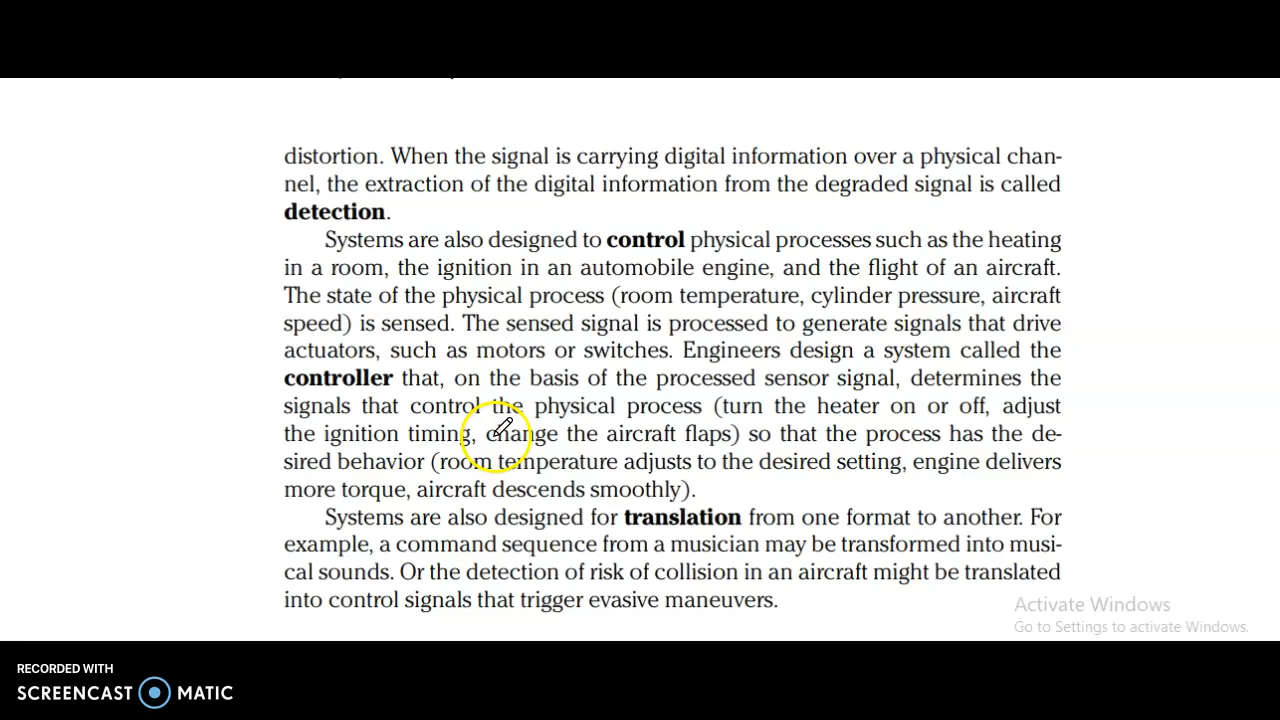 distortion. When the signal is carrying digital information over a physical chan-
nel, the extraction of the digital information from the degraded signal is called
detection.
Systems are also designed to control physical processes such as the heating
in a room, the ignition in an automobile engine, and the flight of an aircraft.
The state of the physical process (room temperature, cylinder pressure, aircraft
speed) is sensed. The sensed signal is processed to generate signals that drive
actuators, such as motors or switches. Engineers design a system called the
controller that, on the basis of the processed sensor signal, determines the
signals that control the physical process (turn the heater on or off, adjust
the ignition timing, change the aircraft flaps) so that the process has the de-
sired behavior (room temperature adjusts to the desired setting, engine delivers
more torque, aircraft descends smoothly).
Systems are also designed for translation from one format to another. For
example, a command sequence from a musician may be transformed into musi-
cal sounds. Or the detection of risk of collision in an aircraft might be translated
into control signals that trigger evasive maneuvers.
Activate Windows
Go to Settings to activate Windows.
RECORDED WITH
SCREENCAST MATIC